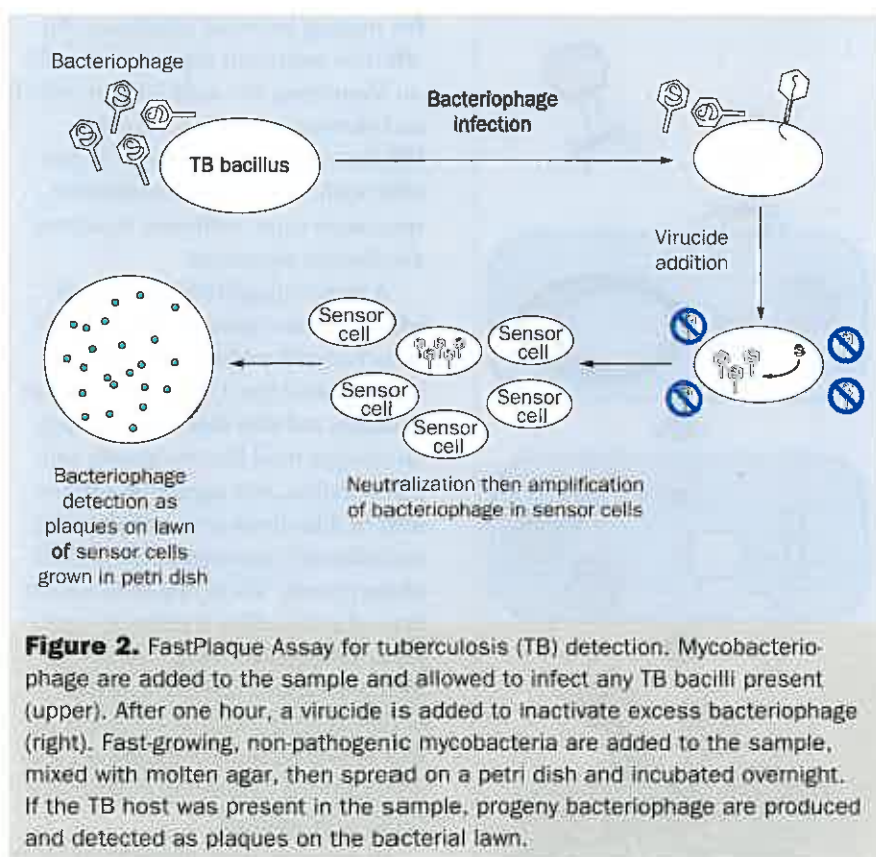 Bacteriophage
TB bacillus
Bacteriophage
infection
Virucide
addition
Sensor
cell
Sensor
cell
Sensor
cell
Sensor
cell
Sensor
cell
Neutralization then amplification
of bacteriophage in sensor cells
Bacteriophage
detection as
plaques on lawn
of sensor cells
grown in petri dish
Figure 2. FastPlaque Assay for tuberculosis (TB) detection. Mycobacterio-
phage are added to the sample and allowed to infect any TB bacilli present
(upper). After one hour, a virucide is added to inactivate excess bacteriophage
(right). Fast-growing, non-pathogenic mycobacteria are added to the sample,
mixed with molten agar, then spread on a petri dish and incubated overnight.
If the TB host was present in the sample, progeny bacteriophage are produced
and detected as plaques on the bacterial lawn.